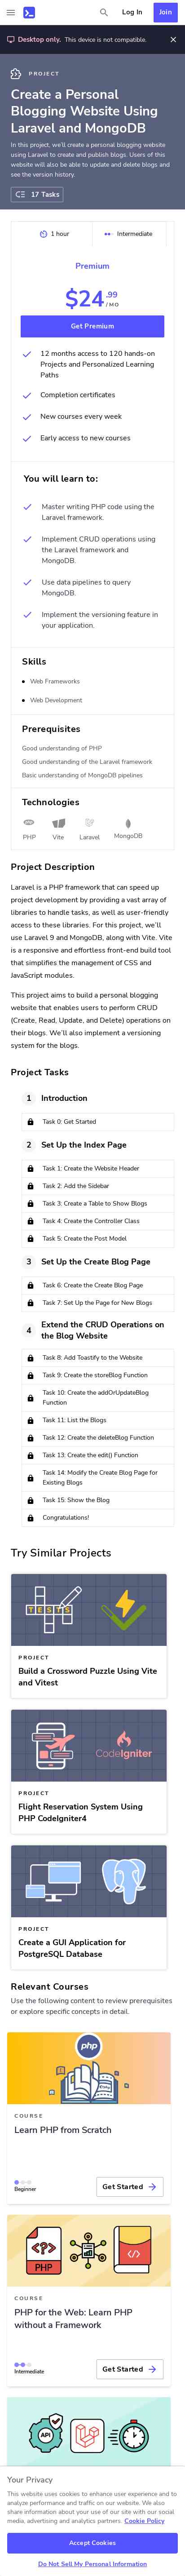 Log In
Join
Desktop only. This device is not compatible.
PROJECT
Create a Personal
Blogging Website Using
Laravel and MongoDB
In this project, we'll create a personal blogging website
using Laravel to create and publish blogs. Users of this
website will also be able to update and delete blogs and
see the version history.
17 Tasks
1 hour
Intermediate
Premium
$24.99
/MO
Get Premium
12 months access to 120 hands-on
Projects and Personalized Learning
Paths
Completion certificates
New courses every week
Early access to new courses
You will learn to:
Master writing PHP code using the
Laravel framework.
Implement CRUD operations using
the Laravel framework and
MongoDB.
Use data pipelines to query
MongoDB.
Implement the versioning feature in
your application.
Skills
Web Frameworks
Web Development
Prerequisites
Good understanding of PHP
Good understanding of the Laravel framework
Basic understanding of MongoDB pipelines
Technologies
PHP
Vite
Laravel
MongoDB
Project Description
Laravel is a PHP framework that can speed up
project development by providing a vast array of
libraries to handle tasks, as well as user-friendly
access to these libraries. For this project, we'll
use Laravel 9 and MongoDB, along with Vite. Vite
is a responsive and effortless front-end build tool
that simplifies the management of CSS and
JavaScript modules.
This project aims to build a personal blogging
website that enables users to perform CRUD
(Create, Read, Update, and Delete) operations on
their blogs. We'll also implement a versioning
system for the blogs.
Project Tasks
1 Introduction
Task 0: Get Started
2 Set Up the Index Page
Task 1: Create the Website Header
Task 2: Add the Sidebar
Task 3: Create a Table to Show Blogs
Task 4: Create the Controller Class
Task 5: Create the Post Model
3 Set Up the Create Blog Page
Task 6: Create the Create Blog Page
Task 7: Set Up the Page for New Blogs
4 Extend the CRUD Operations on
the Blog Website
Task 8: Add Toastify to the Website
Task 9: Create the storeBlog Function
Task 10: Create the addOrUpdateBlog
Function
Task 11: List the Blogs
Task 12: Create the deleteBlog Function
Task 13: Create the edit() Function
Task 14: Modify the Create Blog Page for
Existing Blogs
Task 15: Show the Blog
Congratulations!
Try Similar Projects
TESTS
PROJECT
Build a Crossword Puzzle Using Vite
and Vitest
CodeIgniter
PROJECT
Flight Reservation System Using
PHP CodeIgniter4
PROJECT
Create a GUI Application for
PostgreSQL Database
Relevant Courses
Use the following content to review prerequisites
or explore specific concepts in detail.
php
COURSE
Learn PHP from Scratch
Beginner
Get Started
PHP
COURSE
PHP for the Web: Learn PHP
without a Framework
Intermediate
Get Started
API
Your Privacy
This website uses cookies to enhance user experience and to
analyze performance and traffic on our website. We may also
share information about your use of our site with our social
media, advertising, and analytics partners. Cookie Policy
Accept Cookies
Do Not Sell My Personal Information